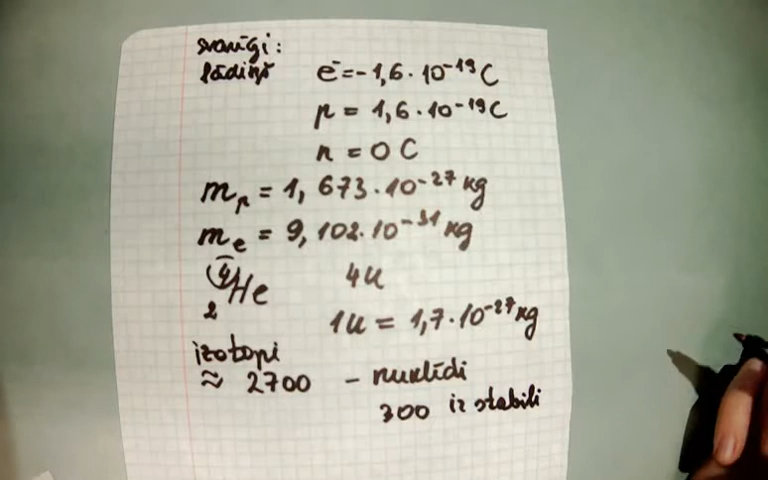 svarīgi:
lādiņš e⁻ = -1,6 · 10⁻¹⁹ C
p = 1,6 · 10⁻¹⁹ C
n = 0 C
mₚ = 1,673 · 10⁻²⁷ kg
mₑ = 9,102 · 10⁻³¹ kg
⁴₂He 4u
1u = 1,7 · 10⁻²⁷ kg
izotopi
≈ 2700 – nuklīdi
300 ir stabili